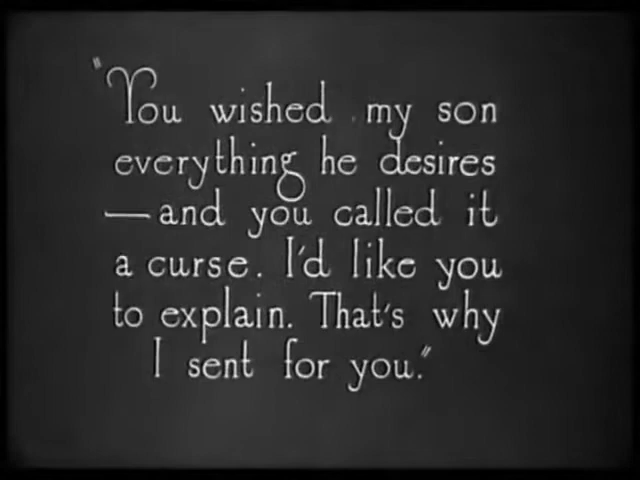 "You wished my son
everything he desires
—and you called it
a curse. I'd like you
to explain. That's why
I sent for you."